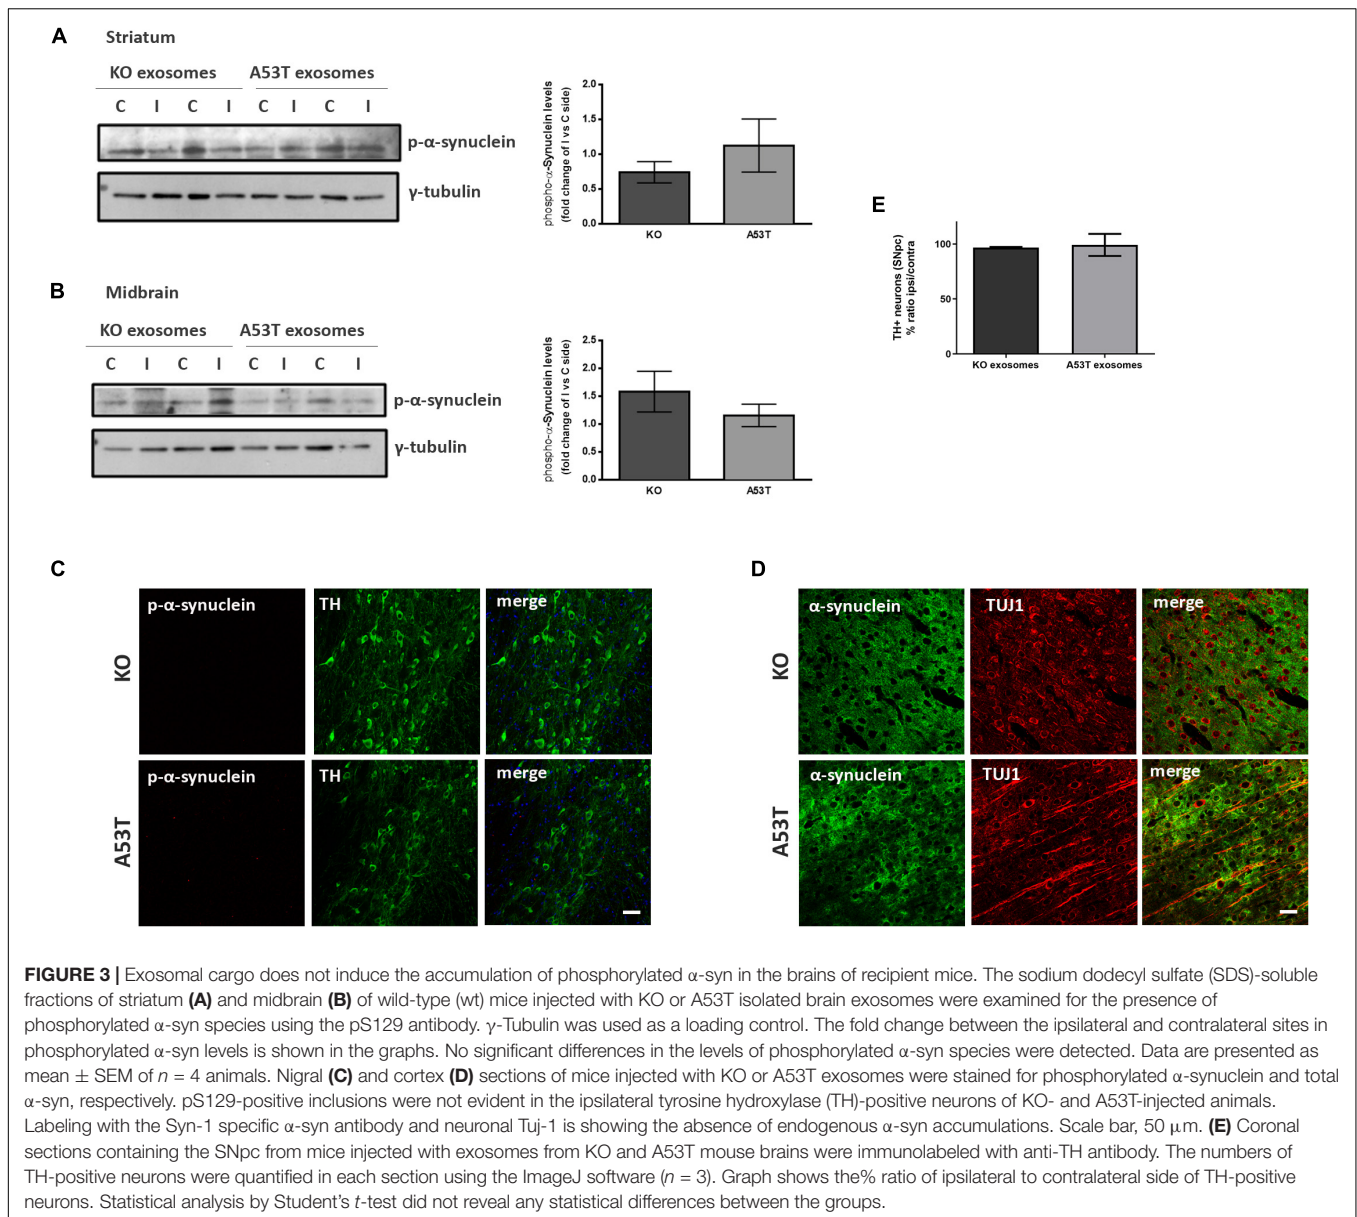 A Striatum
KO exosomes A53T exosomes
C I C I C I C I
p-α-synuclein
γ-tubulin
phospho-α-Synuclein levels
(fold change of I vs C side)
2.0
1.5
1.0
0.5
0.0
KO A53T
E
TH+ neurons (SNpc)
% ratio ipsi/contra
100
50
0
KO exosomes A53T exosomes
B Midbrain
KO exosomes A53T exosomes
C I C I C I C I
p-α-synuclein
γ-tubulin
phospho-α-Synuclein levels
(fold change of I vs C side)
2.5
2.0
1.5
1.0
0.5
0.0
KO A53T
C
KO
p-α-synuclein TH merge
A53T
p-α-synuclein TH merge
D
KO
α-synuclein TUJ1 merge
A53T
α-synuclein TUJ1 merge
FIGURE 3 | Exosomal cargo does not induce the accumulation of phosphorylated α-syn in the brains of recipient mice. The sodium dodecyl sulfate (SDS)-soluble
fractions of striatum (A) and midbrain (B) of wild-type (wt) mice injected with KO or A53T isolated brain exosomes were examined for the presence of
phosphorylated α-syn species using the pS129 antibody. γ-Tubulin was used as a loading control. The fold change between the ipsilateral and contralateral sites in
phosphorylated α-syn levels is shown in the graphs. No significant differences in the levels of phosphorylated α-syn species were detected. Data are presented as
mean ± SEM of n = 4 animals. Nigral (C) and cortex (D) sections of mice injected with KO or A53T exosomes were stained for phosphorylated α-synuclein and total
α-syn, respectively. pS129-positive inclusions were not evident in the ipsilateral tyrosine hydroxylase (TH)-positive neurons of KO- and A53T-injected animals.
Labeling with the Syn-1 specific α-syn antibody and neuronal Tuj-1 is showing the absence of endogenous α-syn accumulations. Scale bar, 50 μm. (E) Coronal
sections containing the SNpc from mice injected with exosomes from KO and A53T mouse brains were immunolabeled with anti-TH antibody. The numbers of
TH-positive neurons were quantified in each section using the ImageJ software (n = 3). Graph shows the% ratio of ipsilateral to contralateral side of TH-positive
neurons. Statistical analysis by Student's t-test did not reveal any statistical differences between the groups.